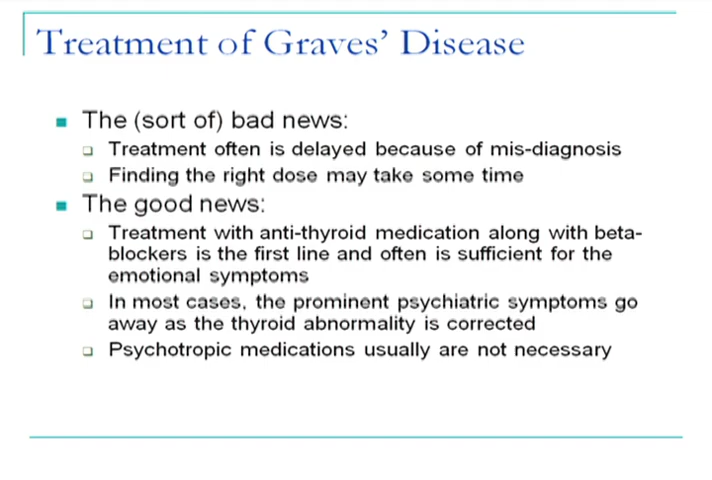 Treatment of Graves' Disease
The (sort of) bad news:
Treatment often is delayed because of mis-diagnosis
Finding the right dose may take some time
The good news:
Treatment with anti-thyroid medication along with beta-
blockers is the first line and often is sufficient for the
emotional symptoms
In most cases, the prominent psychiatric symptoms go
away as the thyroid abnormality is corrected
Psychotropic medications usually are not necessary